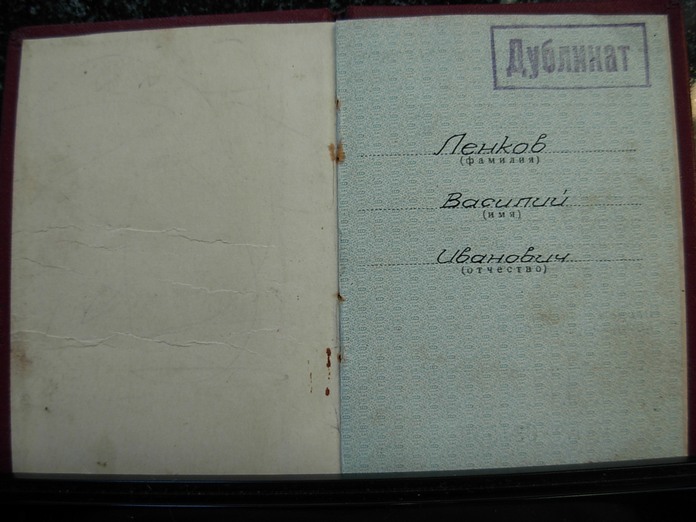 Дубликат
Ленков
(фамилия)
Василий
(имя)
Иванович
(отчество)